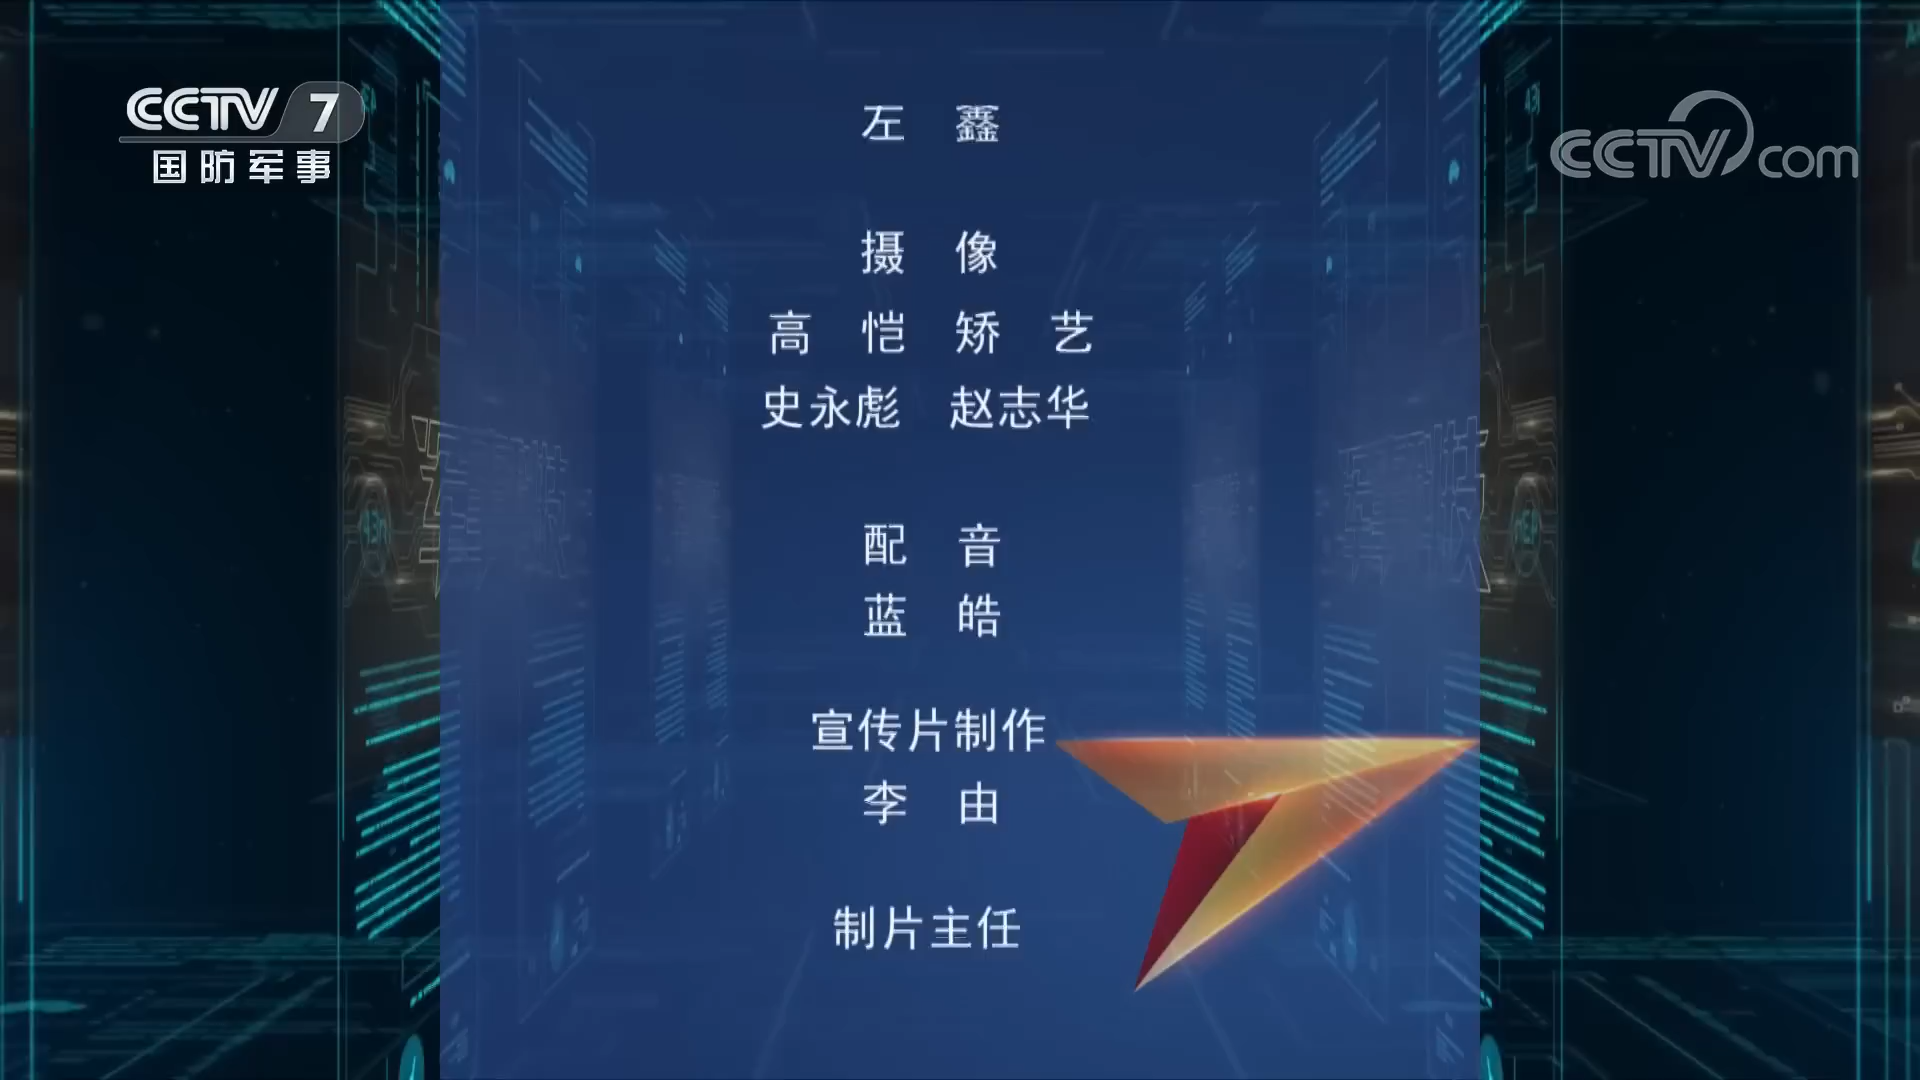 CCTV 7
国防军事
CCTV com
左 鑫
摄 像
高 恺 矫 艺
史永彪 赵志华
配 音
蓝 皓
宣传片制作
李 由
制片主任